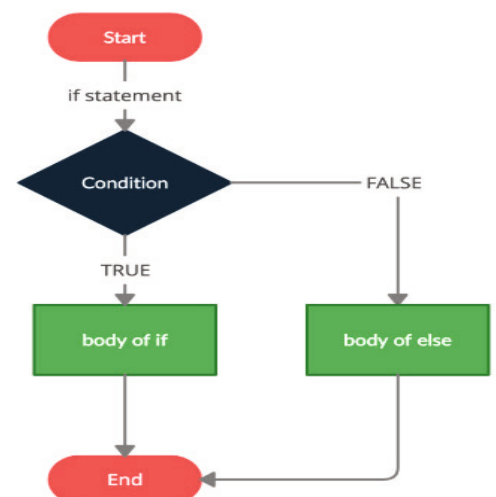 Start
if statement
Condition
FALSE
TRUE
body of if
body of else
End